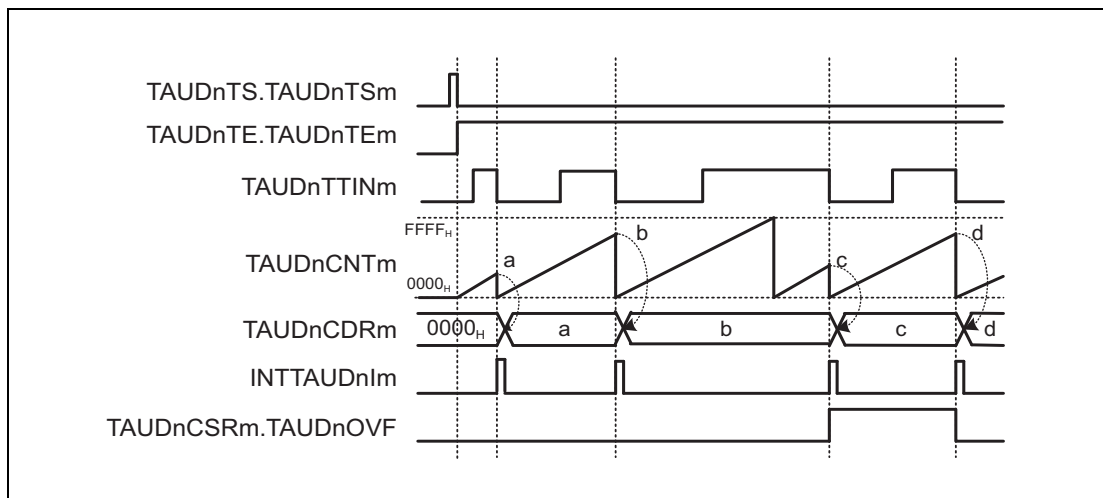 TAUDnTS.TAUDnTSm
TAUDnTE.TAUDnTEm
TAUDnTTINm
FFFFH
TAUDnCNTm
0000H
a
b
c
d
TAUDnCDRm
0000H
a
b
c
d
INTTAUDnIm
TAUDnCSRm.TAUDnOVF